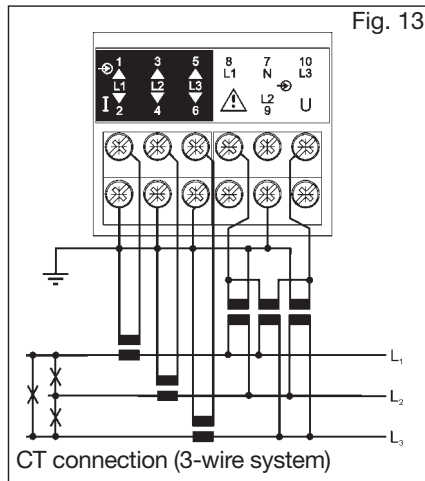 Fig. 13
1 3 5 8 7 10
L1 N L3
L1 L2 L3
I 2 4 6 L2 9 U
L1
L2
L3
CT connection (3-wire system)